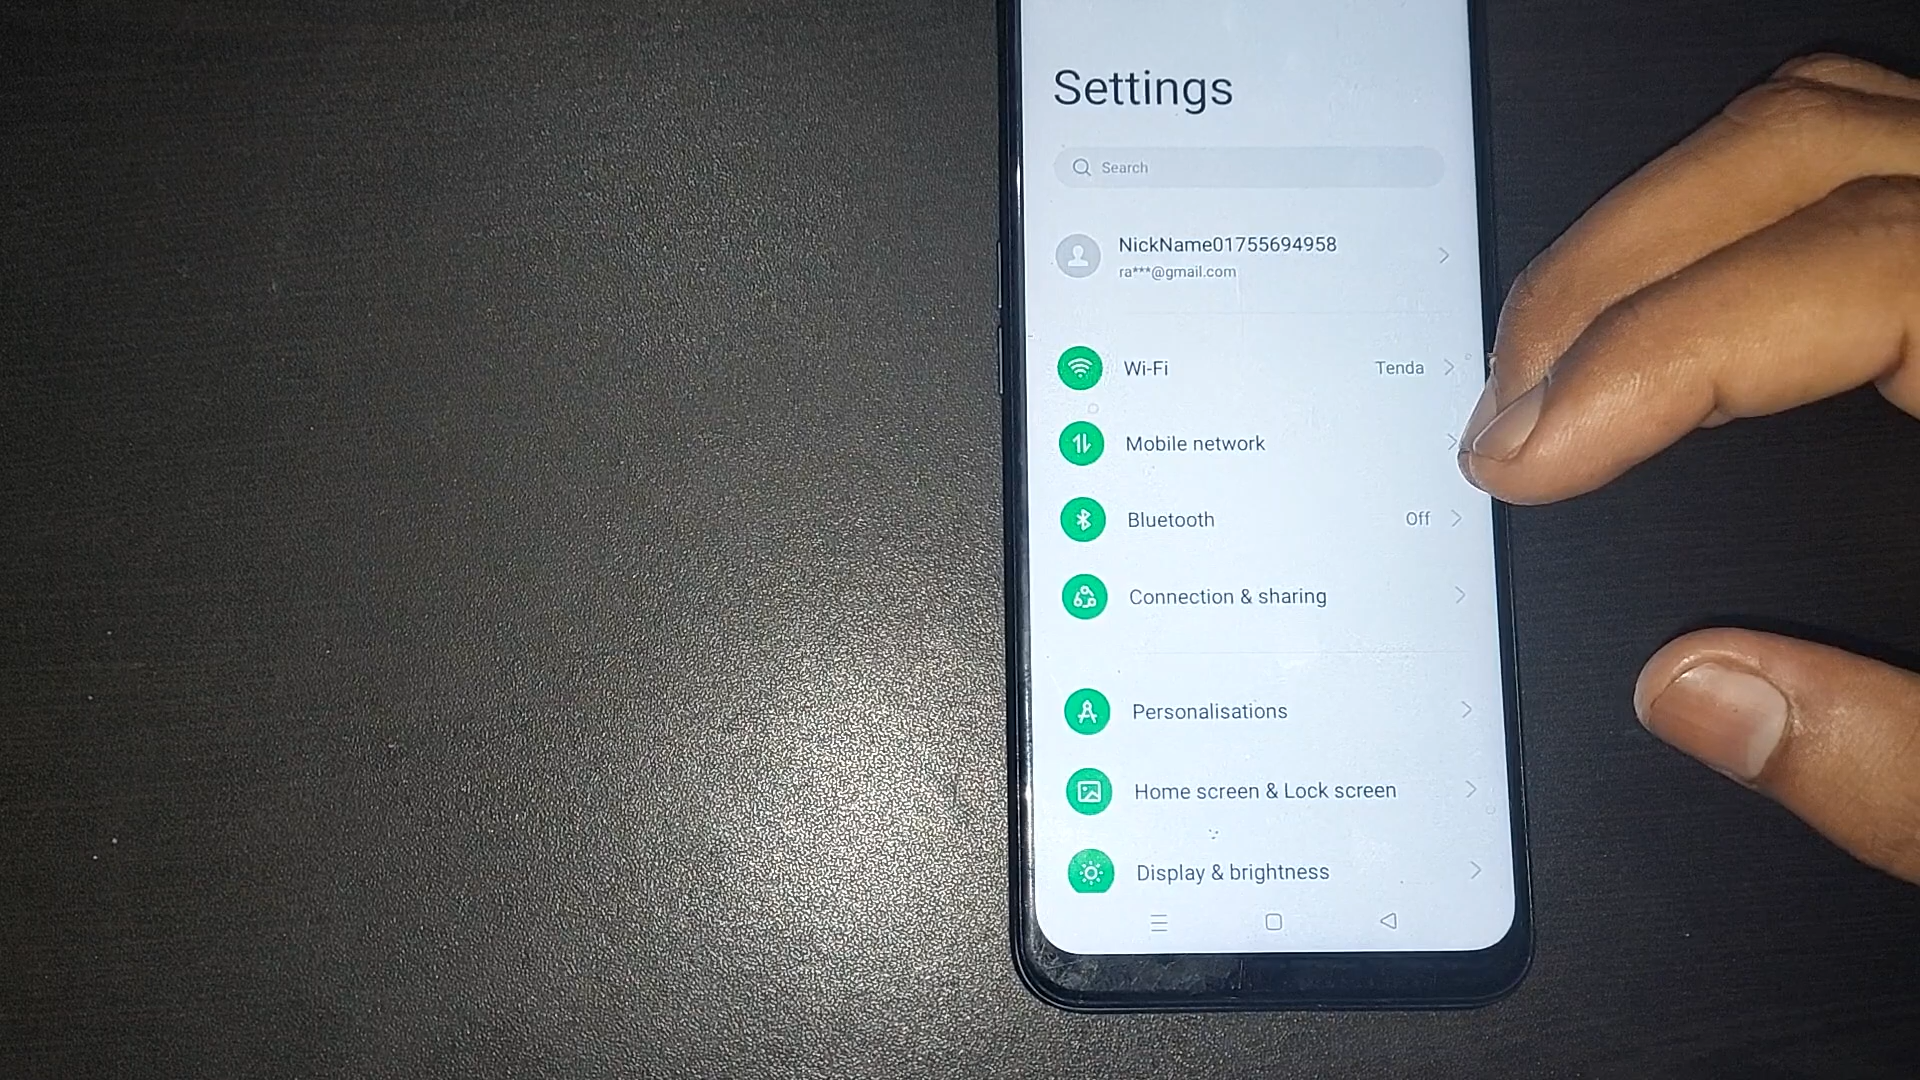 Settings
Search
NickName01755694958
ra***@gmail.com
Wi-Fi Tenda
Mobile network
Bluetooth Off
Connection & sharing
Personalisations
Home screen & Lock screen
Display & brightness